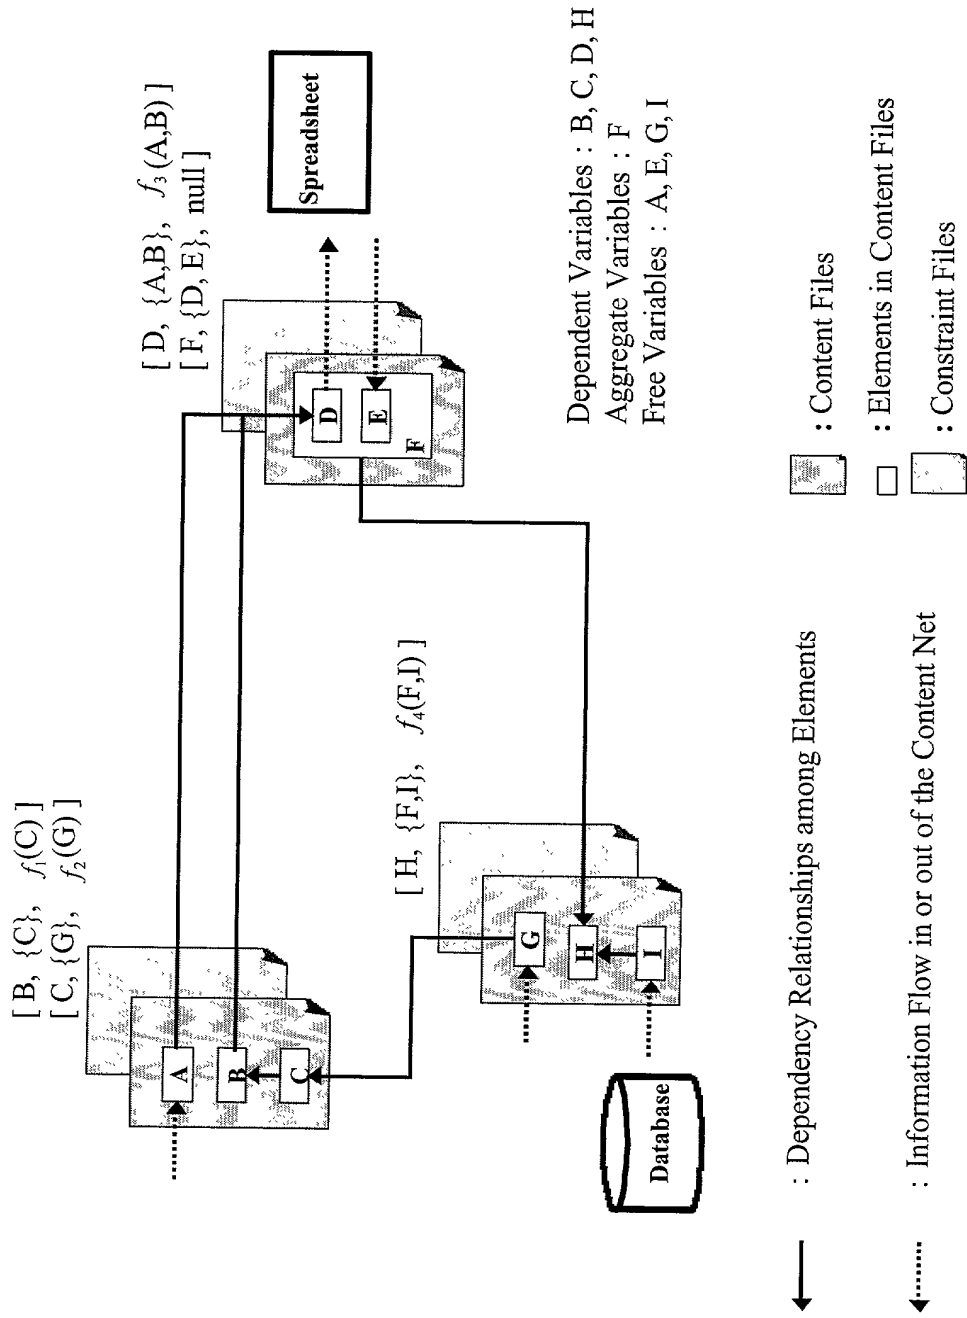 [ B, {C}, f1(C) ]
[ C, {G}, f2(G) ]
[ D, {A,B}, f3(A,B) ]
[ F, {D, E}, null ]
A
B
C
D
E
F
Spreadsheet
[ H, {F,I}, f4(F,I) ]
G
H
I
Database
Dependent Variables : B, C, D, H
Aggregate Variables : F
Free Variables : A, E, G, I
: Dependency Relationships among Elements
: Information Flow in or out of the Content Net
: Content Files
: Elements in Content Files
: Constraint Files